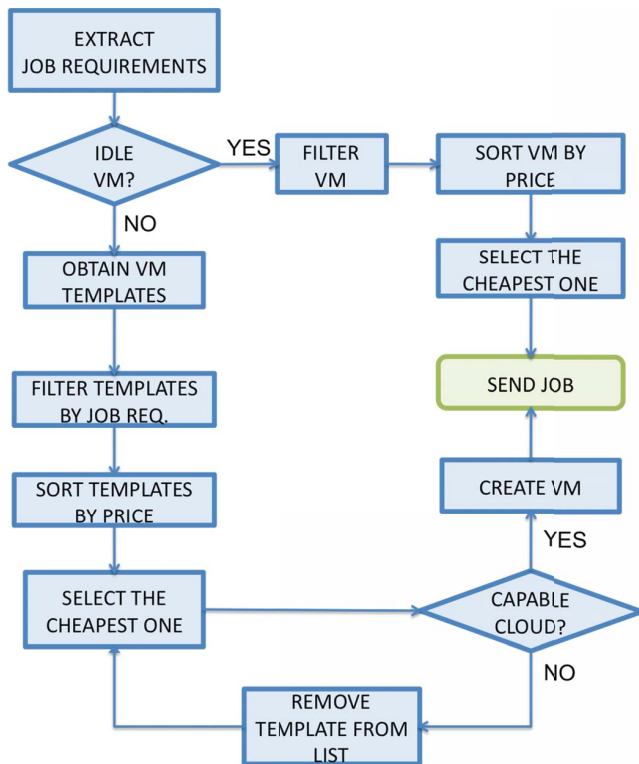 EXTRACT
JOB REQUIREMENTS
IDLE
VM?
YES
FILTER
VM
SORT VM BY
PRICE
NO
OBTAIN VM
TEMPLATES
SELECT THE
CHEAPEST ONE
FILTER TEMPLATES
BY JOB REQ.
SEND JOB
SORT TEMPLATES
BY PRICE
CREATE VM
YES
SELECT THE
CHEAPEST ONE
CAPABLE
CLOUD?
NO
REMOVE
TEMPLATE FROM
LIST